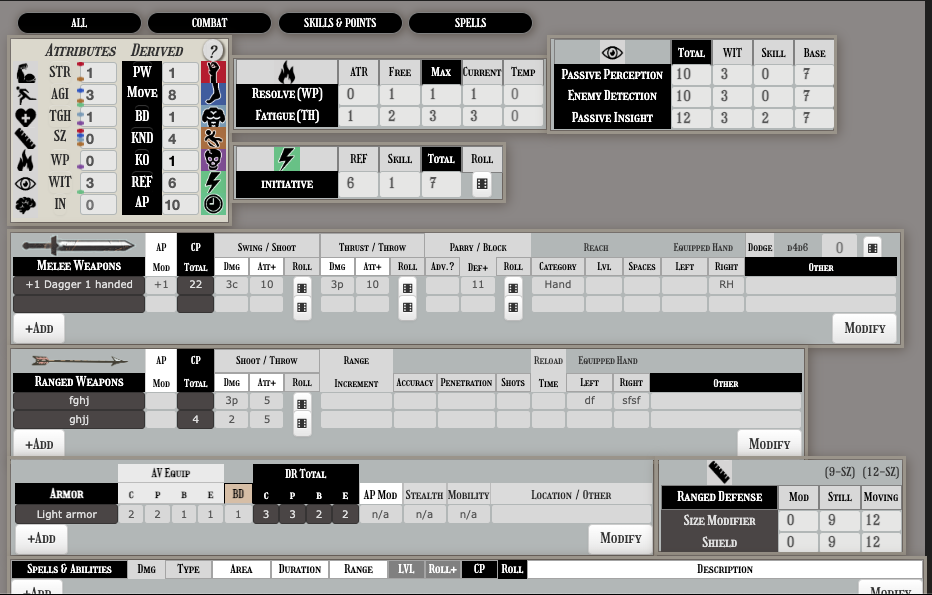 ALL COMBAT SKILLS & POINTS SPELLS
ATTRIBUTES DERIVED ?
STR 1 PW 1
AGI 3 MOVE 8
TGH 1 BD 1
SZ 0 KND 4
WP 0 KO 1
WIT 3 REF 6
IN 0 AP 10
ATR FREE MAX CURRENT TEMP
RESOLVE(WP) 0 1 1 1 0
FATIGUE(TH) 1 2 3 3 0
REF SKILL TOTAL ROLL
INITIATIVE 6 1 7
TOTAL WIT SKILL BASE
PASSIVE PERCEPTION 10 3 0 7
ENEMY DETECTION 10 3 0 7
PASSIVE INSIGHT 12 3 2 7
AP CP SWING / SHOOT THRUST / THROW PARRY / BLOCK REACH EQUIPPED HAND DODGE D4D6 0
MELEE WEAPONS MOD TOTAL DMG ATT+ ROLL DMG ATT+ ROLL ADV.? DEF+ ROLL CATEGORY LVL SPACES LEFT RIGHT OTHER
+1 Dagger 1 handed +1 22 3c 10 3p 10 11 Hand RH
+ADD MODIFY
AP CP SHOOT / THROW RANGE RELOAD EQUIPPED HAND
RANGED WEAPONS MOD TOTAL DMG ATT+ ROLL INCREMENT ACCURACY PENETRATION SHOTS TIME LEFT RIGHT OTHER
fghj 3p 5 df sfsf
ghjj 4 2 5
+ADD MODIFY
AV EQUIP DR TOTAL
ARMOR C P B E BD C P B E AP MOD STEALTH MOBILITY LOCATION / OTHER
Light armor 2 2 1 1 1 3 3 2 2 n/a n/a n/a
+ADD MODIFY
(9-SZ) (12-SZ)
RANGED DEFENSE MOD STILL MOVING
SIZE MODIFIER 0 9 12
SHIELD 0 9 12
SPELLS & ABILITIES DMG TYPE AREA DURATION RANGE LVL ROLL+ CP ROLL DESCRIPTION
+ADD MODIFY